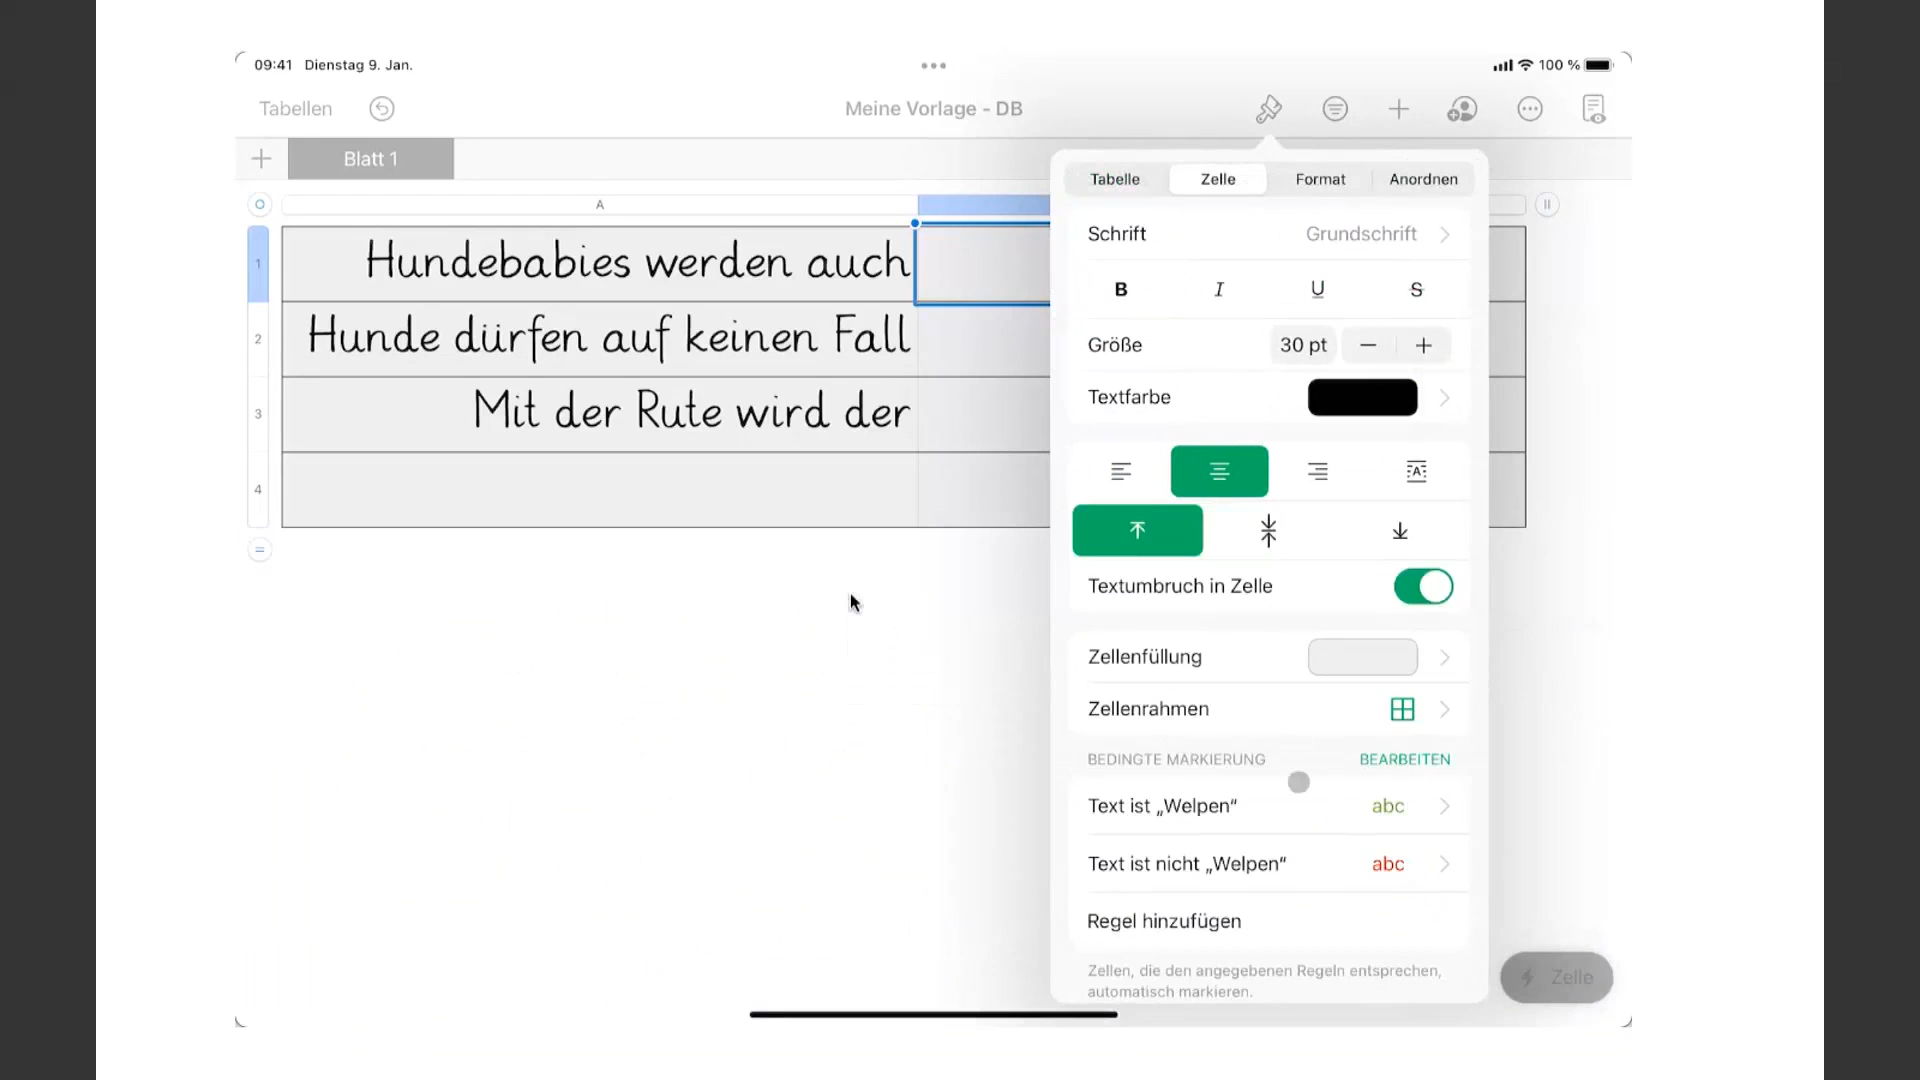 09:41 Dienstag 9. Jan.
100 %
Tabellen
Meine Vorlage - DB
Blatt 1
A
1 Hundebabies werden auch
2 Hunde dürfen auf keinen Fall
3 Mit der Rute wird der
4
Tabelle Zelle Format Anordnen
Schrift Grundschrift
B I U S
Größe 30 pt
Textfarbe
Textumbruch in Zelle
Zellenfüllung
Zellenrahmen
BEDINGTE MARKIERUNG BEARBEITEN
Text ist „Welpen“ abc
Text ist nicht „Welpen“ abc
Regel hinzufügen
Zellen, die den angegebenen Regeln entsprechen,
automatisch markieren.
Zelle